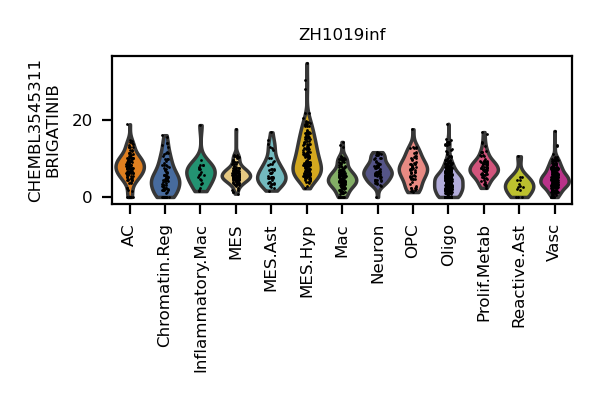 ZH1019inf
CHEMBL3545311
BRIGATINIB
20
0
AC
Chromatin.Reg
Inflammatory.Mac
MES
MES.Ast
MES.Hyp
Mac
Neuron
OPC
Oligo
Prolif.Metab
Reactive.Ast
Vasc